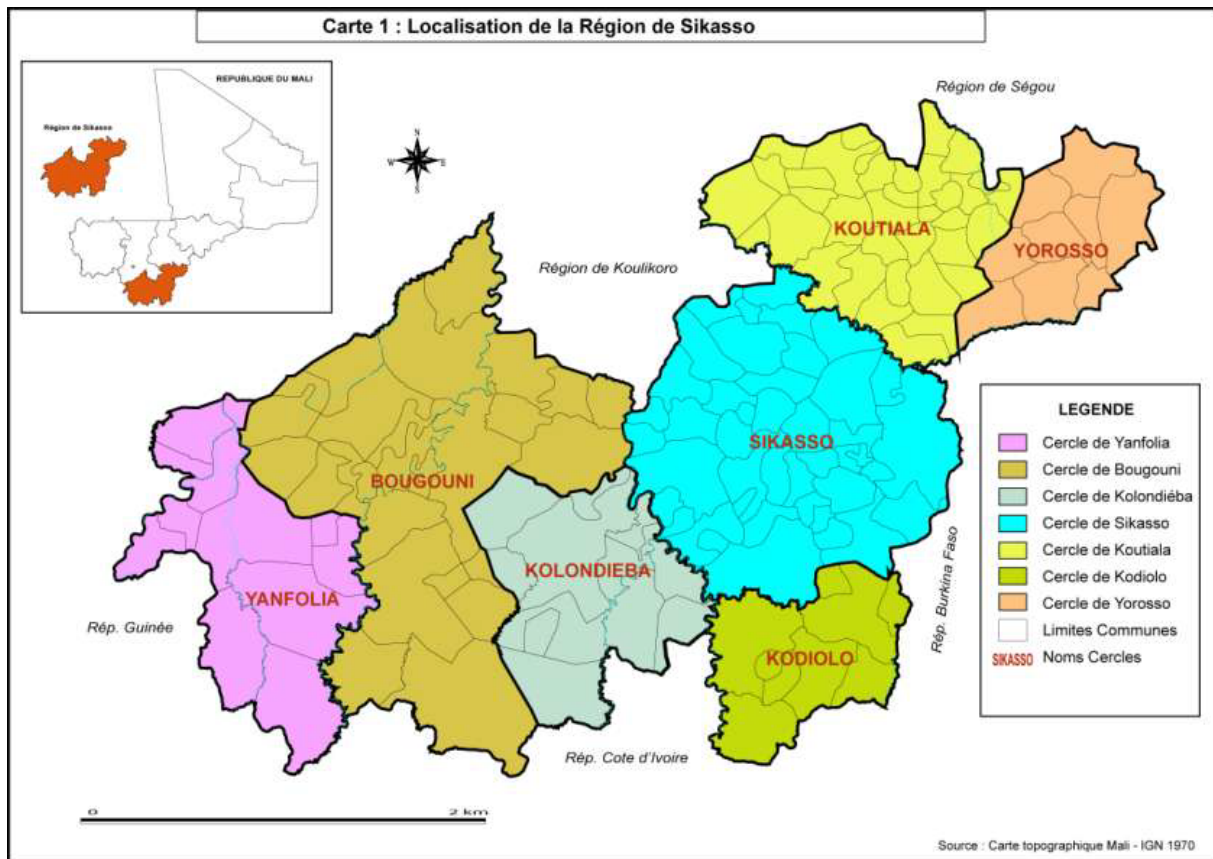 Carte 1 : Localisation de la Région de Sikasso
REPUBLIQUE DU MALI
Région de Sikasso
N
W
E
S
Région de Ségou
Région de Koulikoro
KOUTIALA
YOROSSO
SIKASSO
BOUGOUNI
KOLONDIEBA
YANFOLIA
KODIOLO
Rép. Guinée
Rép. Cote d'Ivoire
Rép. Burkina Faso
LEGENDE
Cercle de Yanfolia
Cercle de Bougouni
Cercle de Kolondiéba
Cercle de Sikasso
Cercle de Koutiala
Cercle de Kodiolo
Cercle de Yorosso
Limites Communes
SIKASSO Noms Cercles
0 2 km
Source : Carte topographique Mali - IGN 1970